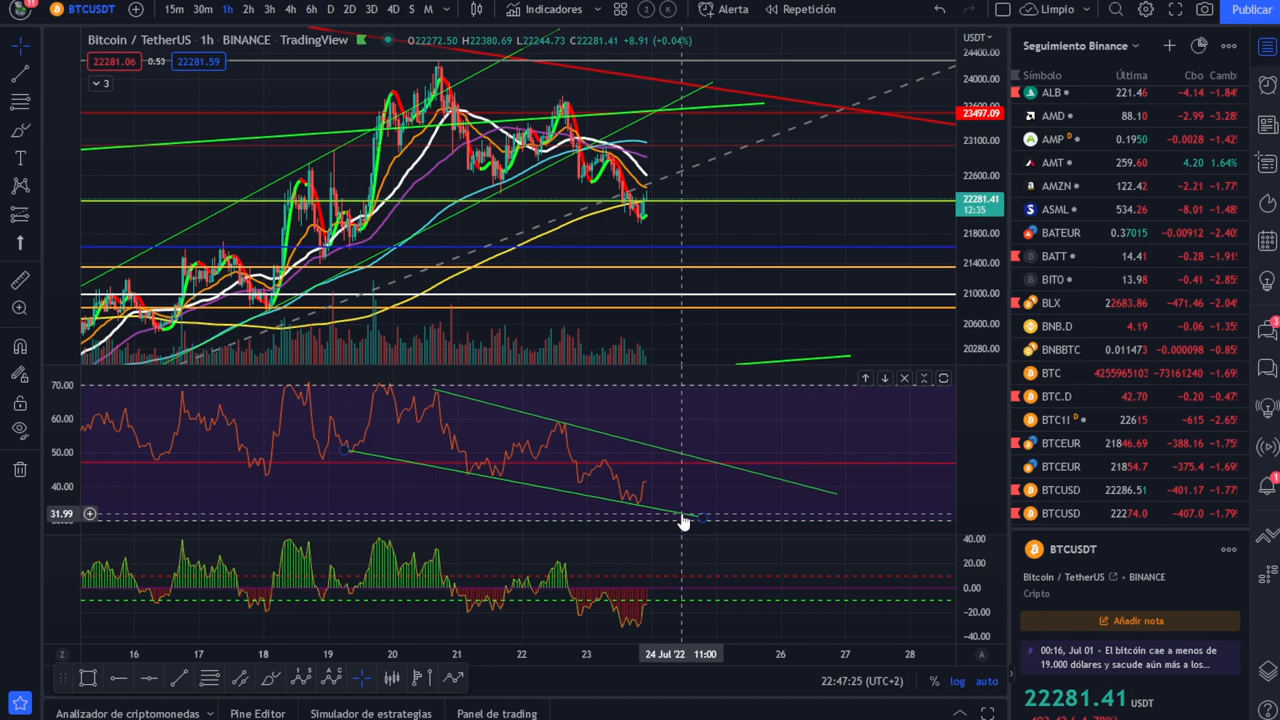 11
BTCUSDT
15m 30m 1h 2h 2D 3D 3h 4h 6h D 4D S M
Indicadores
2 K
Alerta
Repetición
Limpio
Publicar
Bitcoin / TetherUS · 1h · BINANCE · TradingView
O22272.50 H22380.69 L22244.73 C22281.41 +8.91 (+0.04%)
22281.06 0.53 22281.59
3
USDT
24400.00
24000.00
23497.09
23100.00
22600.00
22281.41
12:35
21800.00
21400.00
21000.00
20600.00
20280.00
70.00
60.00
50.00
40.00
31.99
40.00
20.00
0.00
−20.00
−40.00
Z 16 17 18 19 20 21 22 23 24 Jul '22 11:00 26 27 28 A
22:47:25 (UTC+2) % log auto
Analizador de criptomonedas Pine Editor Simulador de estrategias Panel de trading
Seguimiento Binance
Símbolo Última Cbo Camb
ALB 221.46 −4.14 −1.84
AMD 88.10 −2.99 −3.28
AMP D 0.1950 −0.0028 −1.42
AMT 259.60 4.20 1.64%
AMZN 122.42 −2.21 −1.77
ASML 534.26 −8.01 −1.48
BATEUR 0.37015 −0.00912 −2.40
BATT 14.41 −0.28 −1.91
BITO 13.98 −0.41 −2.85
BLX 22683.86 −471.46 −2.04
BNB.D 4.19 −0.06 −1.35
BNBBTC 0.011473 −0.000098 −0.85
BTC 4255965103 −73161240 −1.69
BTC.D 42.70 −0.20 −0.47
BTC1! D 22615 −615 −2.65
BTCEUR 21846.69 −388.16 −1.75
BTCEUR 21854.7 −375.4 −1.69
BTCUSD 22286.51 −401.17 −1.77
BTCUSD 22274.0 −407.0 −1.79
BTCUSDT
Bitcoin / TetherUS · BINANCE
Cripto
Añadir nota
00:16, Jul 01 • El bitcóin cae a menos de
19.000 dólares y sacude aún más a los...
22281.41 USDT
3
1